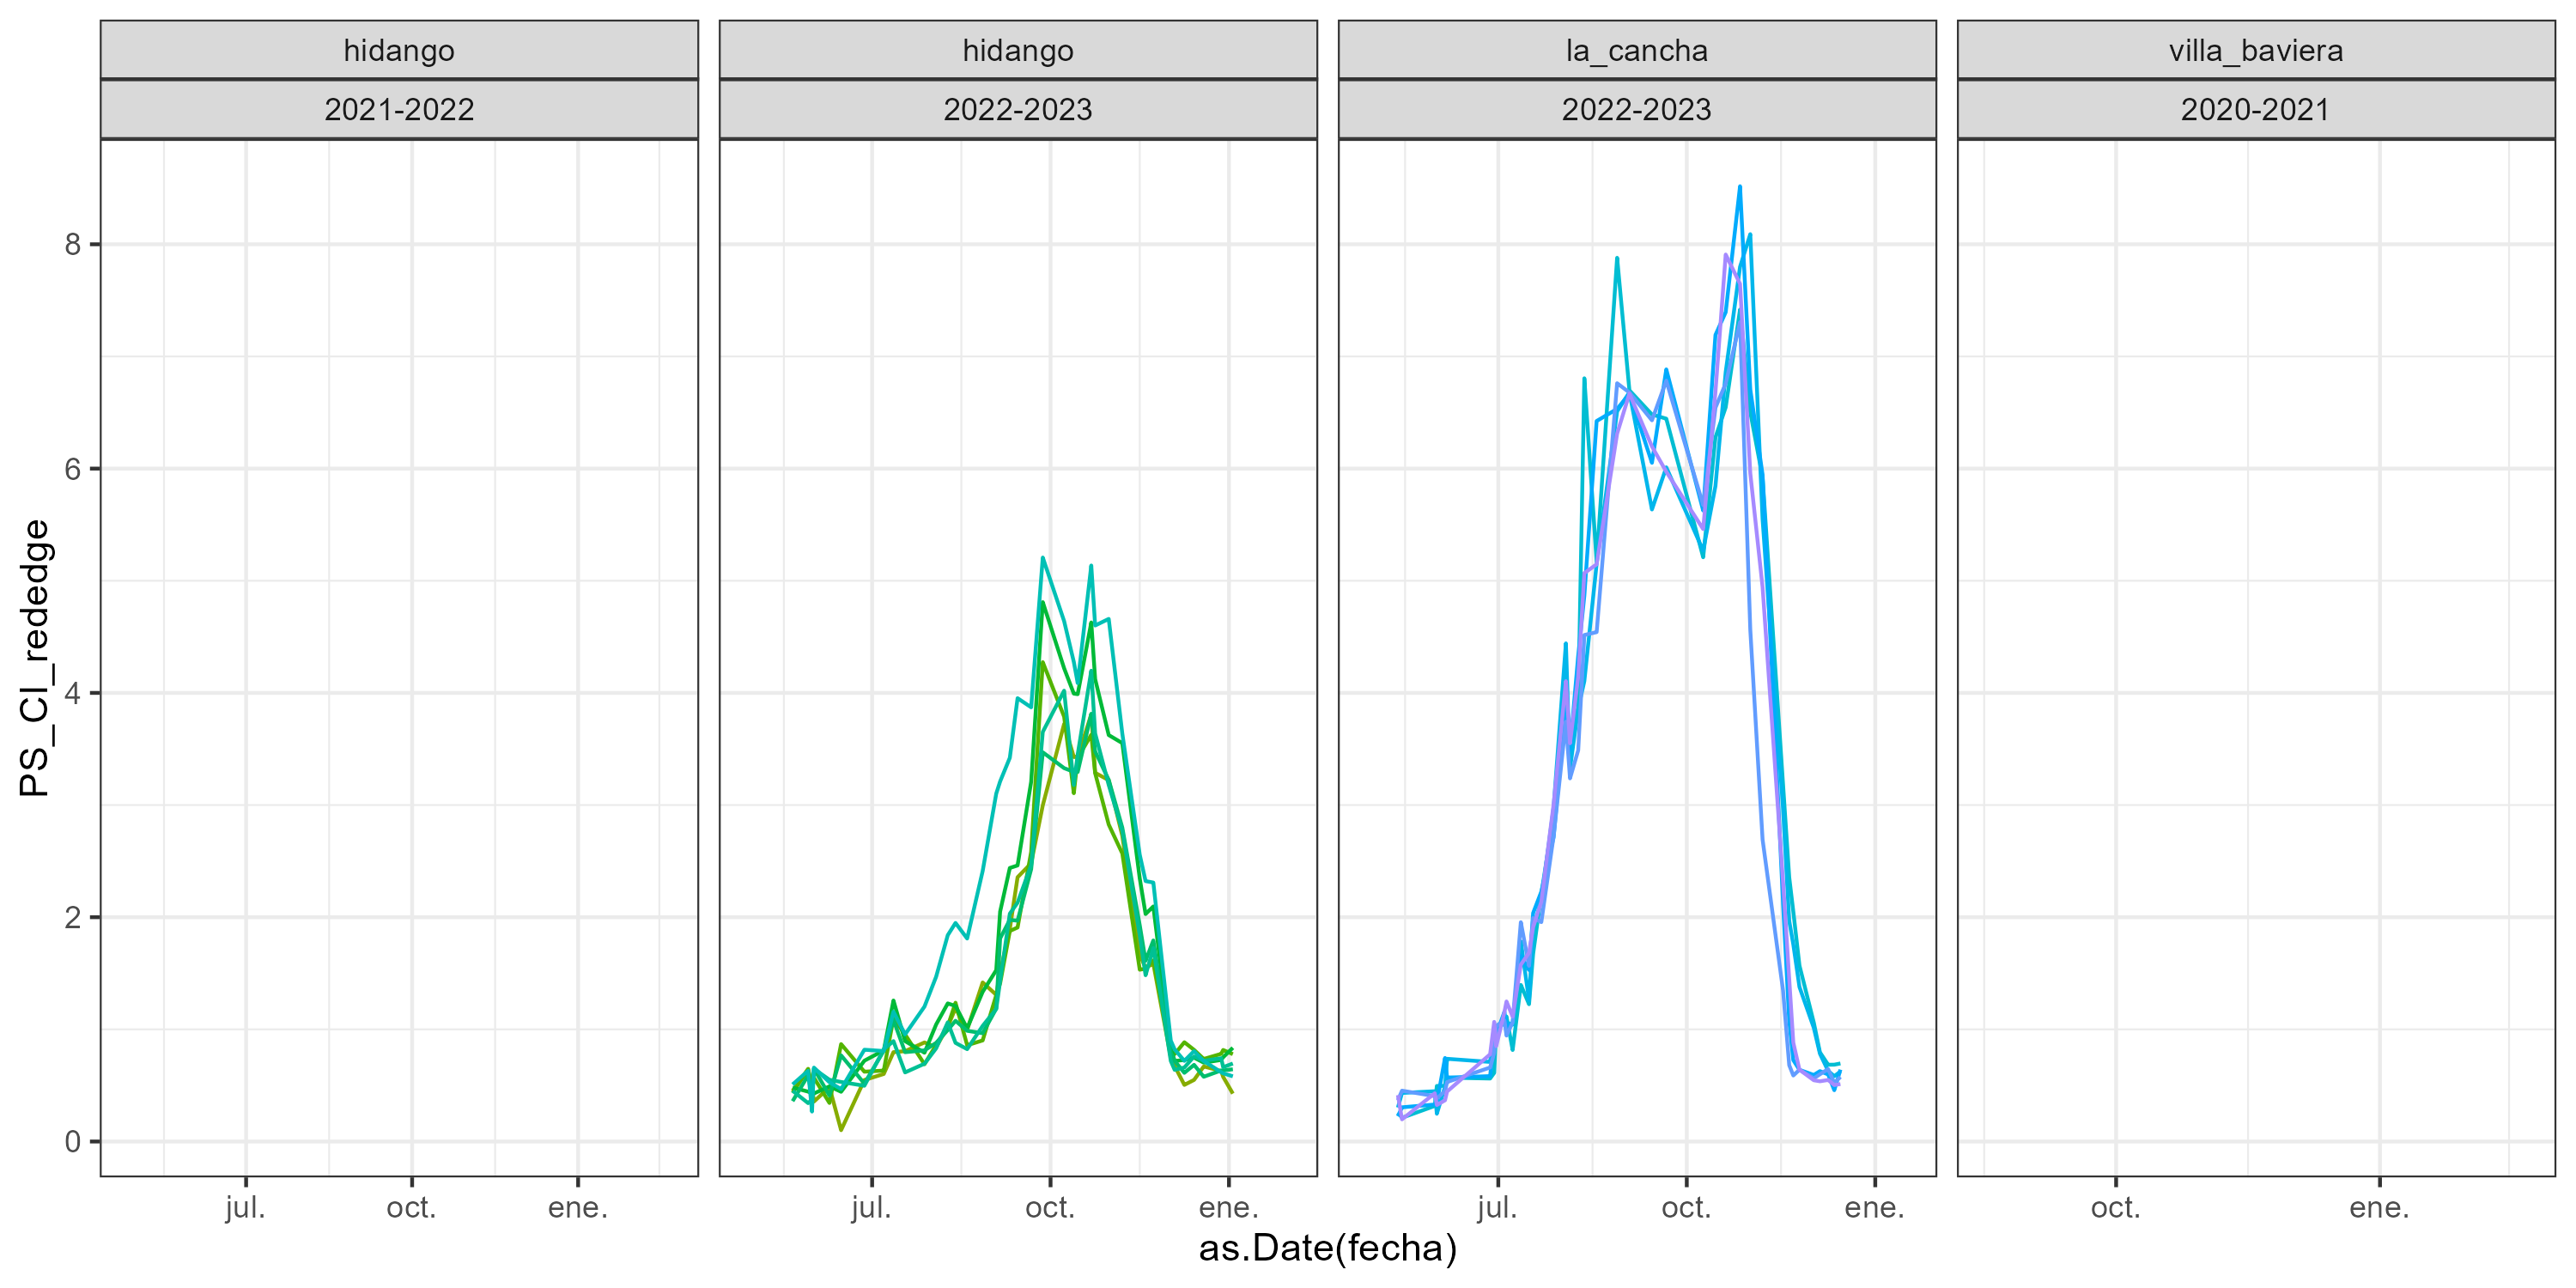 hidango
2021-2022
hidango
2022-2023
la_cancha
2022-2023
villa_baviera
2020-2021
PS_CI_rededge
8
6
4
2
0
jul.
oct.
ene.
jul.
oct.
ene.
jul.
oct.
ene.
oct.
ene.
as.Date(fecha)